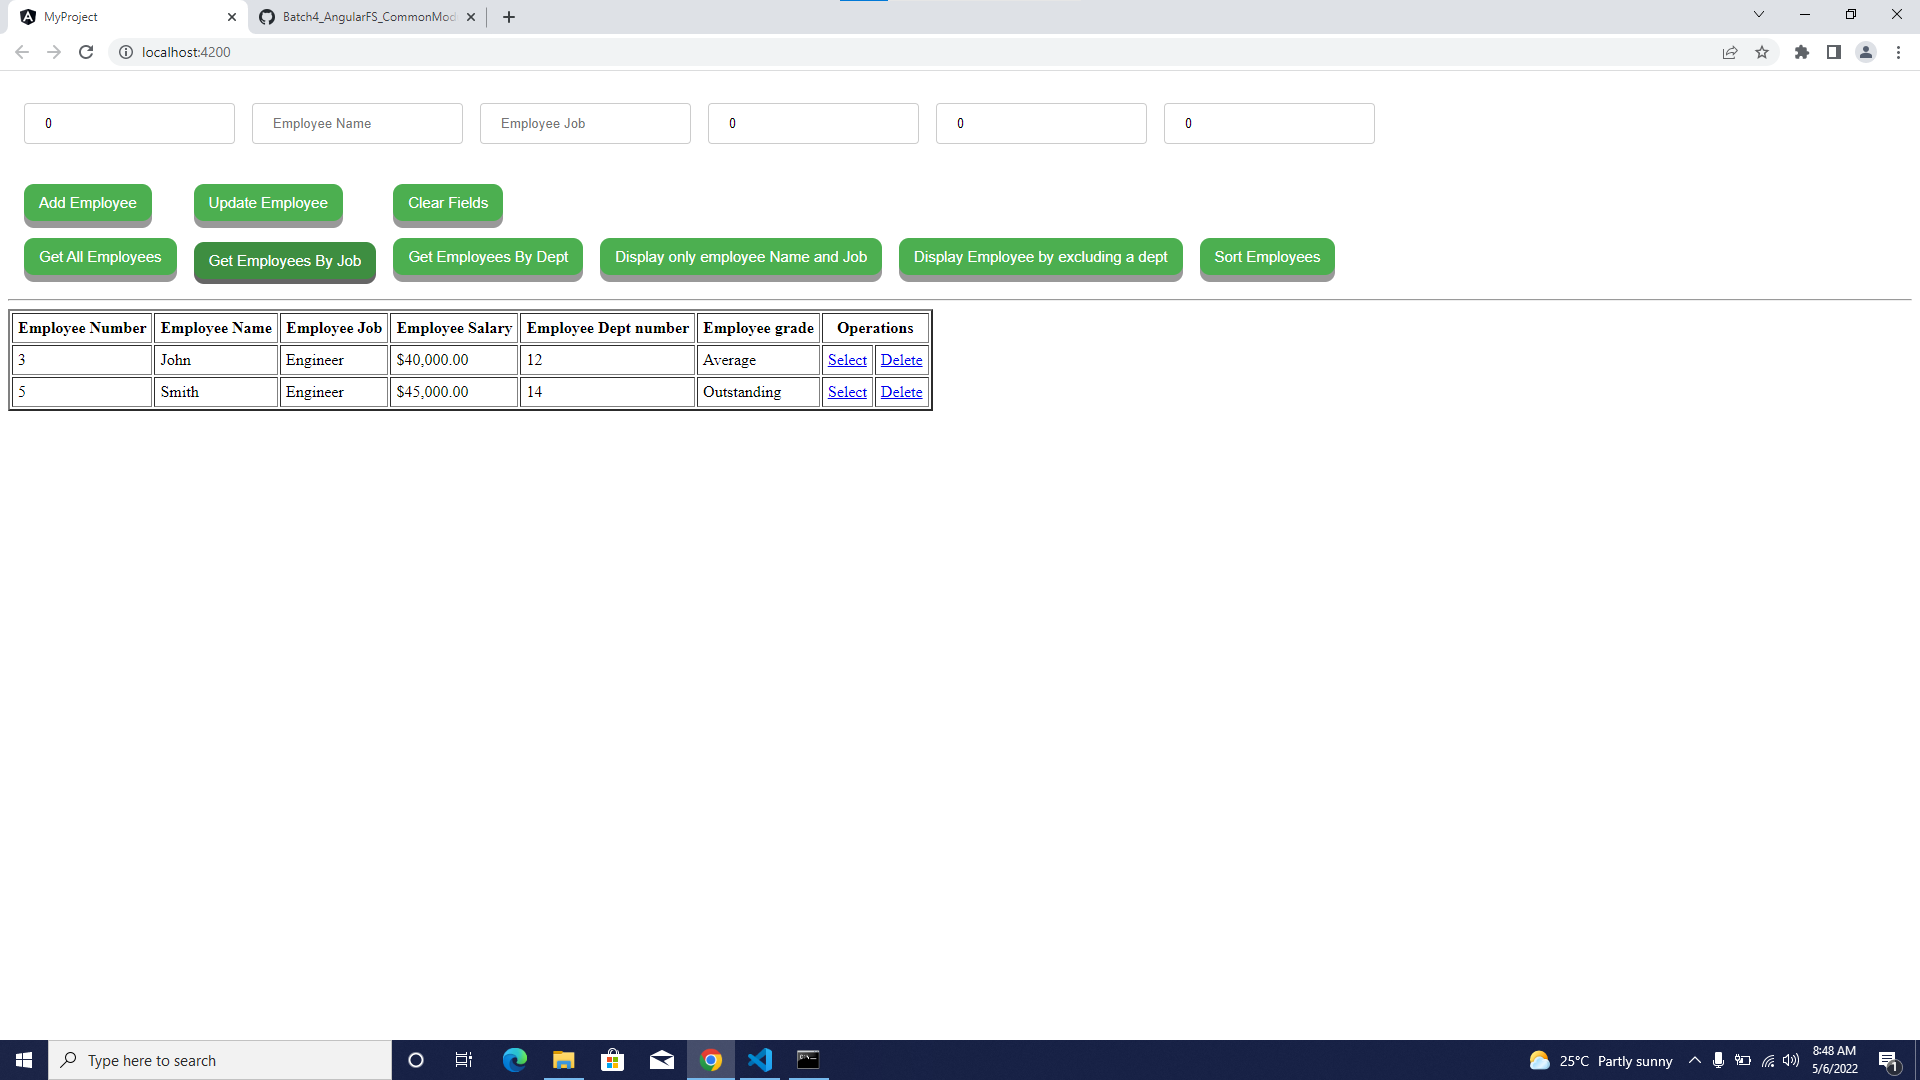 MyProject
Batch4_AngularFS_CommonMod
localhost:4200
0 Employee Name Employee Job 0 0 0
Add Employee Update Employee Clear Fields
Get All Employees Get Employees By Job Get Employees By Dept Display only employee Name and Job Display Employee by excluding a dept Sort Employees
Employee Number Employee Name Employee Job Employee Salary Employee Dept number Employee grade Operations
3 John Engineer $40,000.00 12 Average Select Delete
5 Smith Engineer $45,000.00 14 Outstanding Select Delete
Type here to search
25°C Partly sunny
8:48 AM
5/6/2022
1